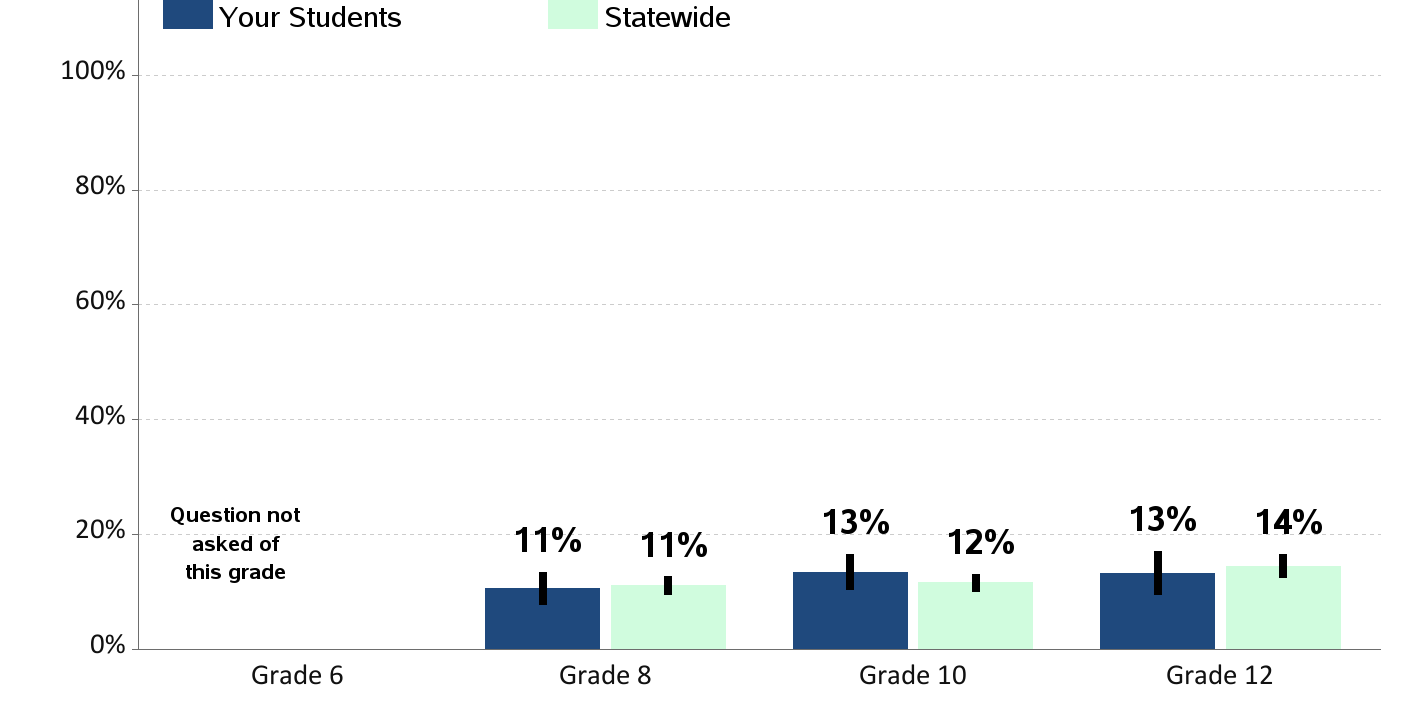 Your Students Statewide
100%
80%
60%
40%
20%
0%
Question not
asked of
this grade
11% 11% 13% 12% 13% 14%
Grade 6 Grade 8 Grade 10 Grade 12